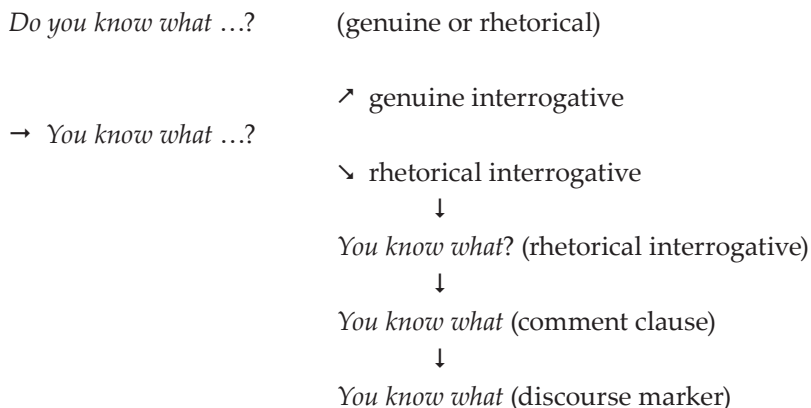 Do you know what …? (genuine or rhetorical)
↗ genuine interrogative
→ You know what …?
↘ rhetorical interrogative
↓
You know what? (rhetorical interrogative)
↓
You know what (comment clause)
↓
You know what (discourse marker)